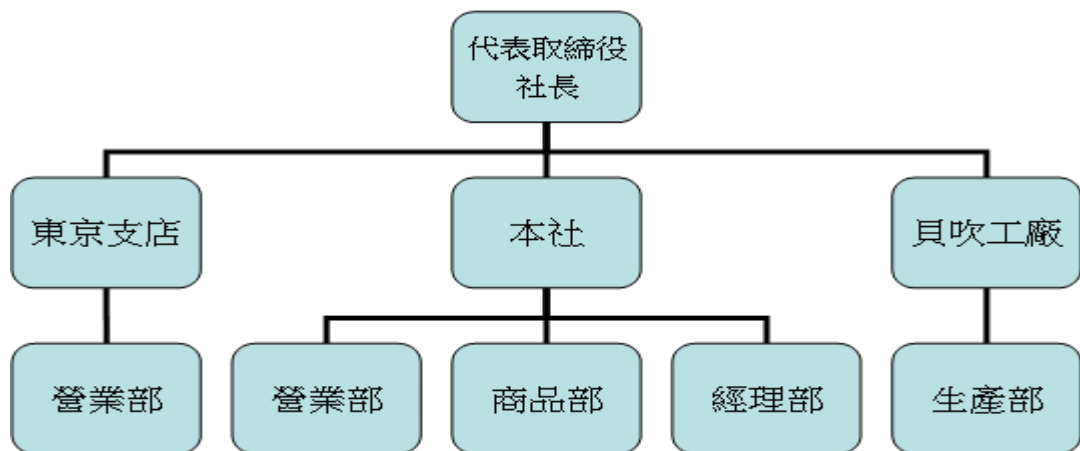 代表取締役
社長
東京支店
本社
貝吹工廠
營業部
營業部
商品部
經理部
生產部